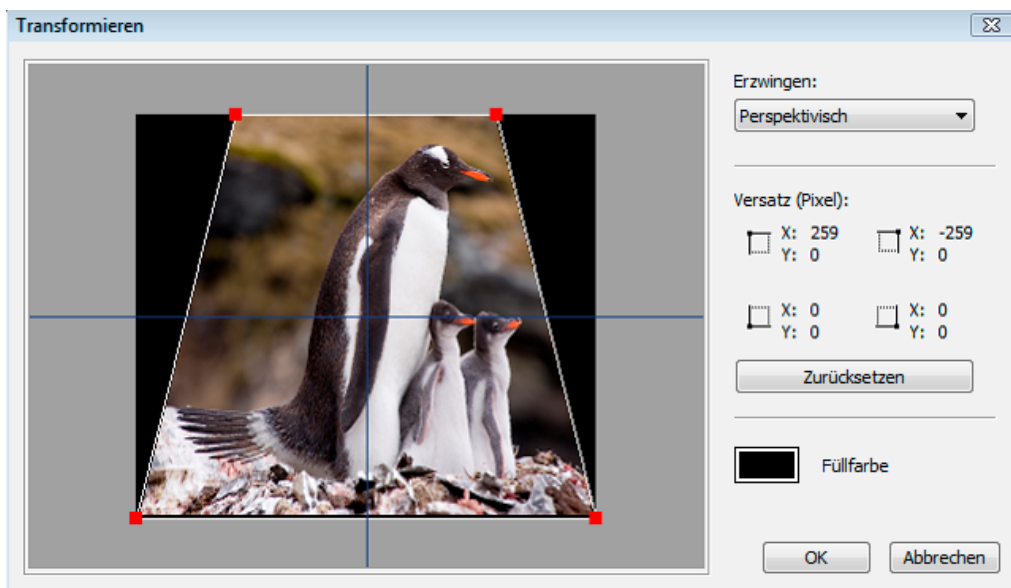 Transformieren
Erzwingen:
Perspektivisch
Versatz (Pixel):
X: 259 X: -259
Y: 0 Y: 0
X: 0 X: 0
Y: 0 Y: 0
Zurücksetzen
Füllfarbe
OK Abbrechen